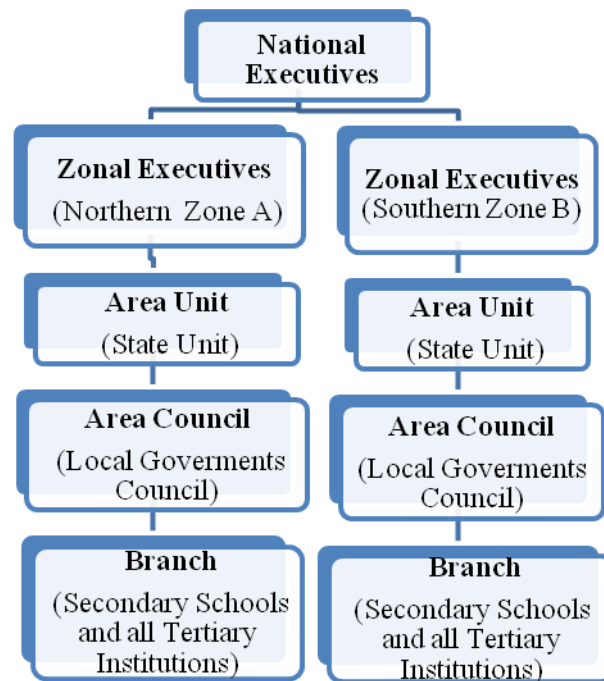 National
Executives
Zonal Executives
(Northern Zone A)
Zonal Executives
(Southern Zone B)
Area Unit
(State Unit)
Area Unit
(State Unit)
Area Council
(Local Goverments
Council)
Area Council
(Local Goverments
Council)
Branch
(Secondary Schools
and all Tertiary
Institutions)
Branch
(Secondary Schools
and all Tertiary
Institutions)